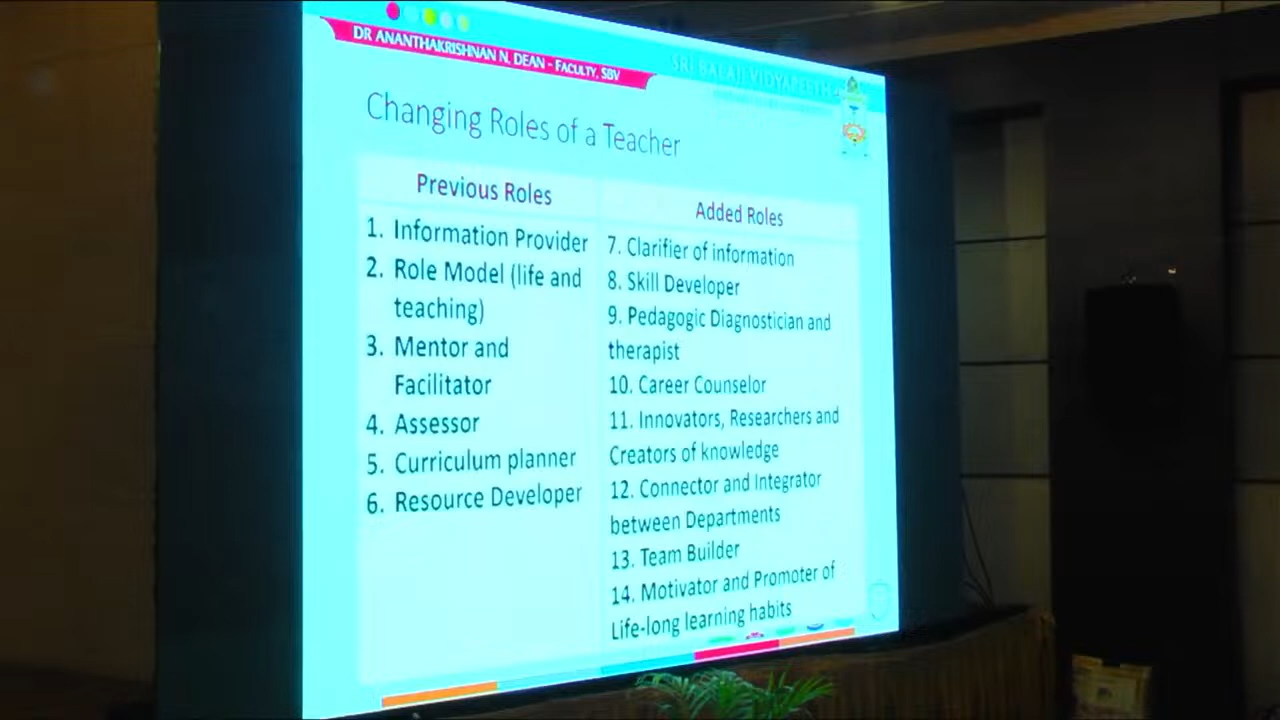 DR ANANTHAKRISHNAN N, DEAN - FACULTY, SBV
SRI BALAJI VIDYAPEETH
Changing Roles of a Teacher
Previous Roles
1. Information Provider
2. Role Model (life and
teaching)
3. Mentor and
Facilitator
4. Assessor
5. Curriculum planner
6. Resource Developer
Added Roles
7. Clarifier of information
8. Skill Developer
9. Pedagogic Diagnostician and
therapist
10. Career Counselor
11. Innovators, Researchers and
Creators of knowledge
12. Connector and Integrator
between Departments
13. Team Builder
14. Motivator and Promoter of
Life-long learning habits